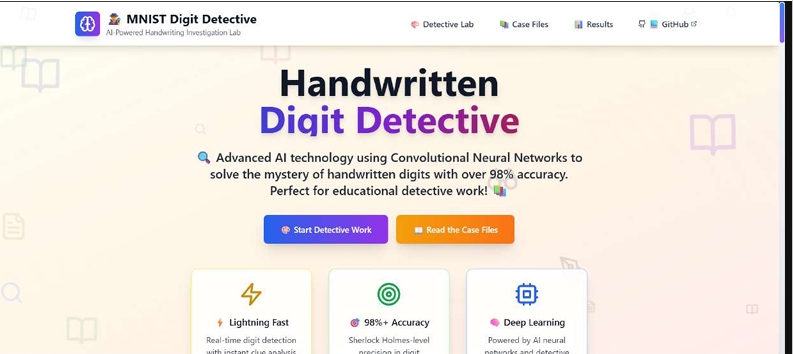 🕵️ MNIST Digit Detective
AI-Powered Handwriting Investigation Lab
🧠 Detective Lab
📚 Case Files
📊 Results
GitHub
Handwritten
Digit Detective
🔍 Advanced AI technology using Convolutional Neural Networks to
solve the mystery of handwritten digits with over 98% accuracy.
Perfect for educational detective work! 📚
🎯 Start Detective Work
📖 Read the Case Files
⚡ Lightning Fast
🎯 98%+ Accuracy
🧠 Deep Learning
Real-time digit detection
Sherlock Holmes-level
Powered by AI neural
with instant clue analysis
precision in digit
networks and detective